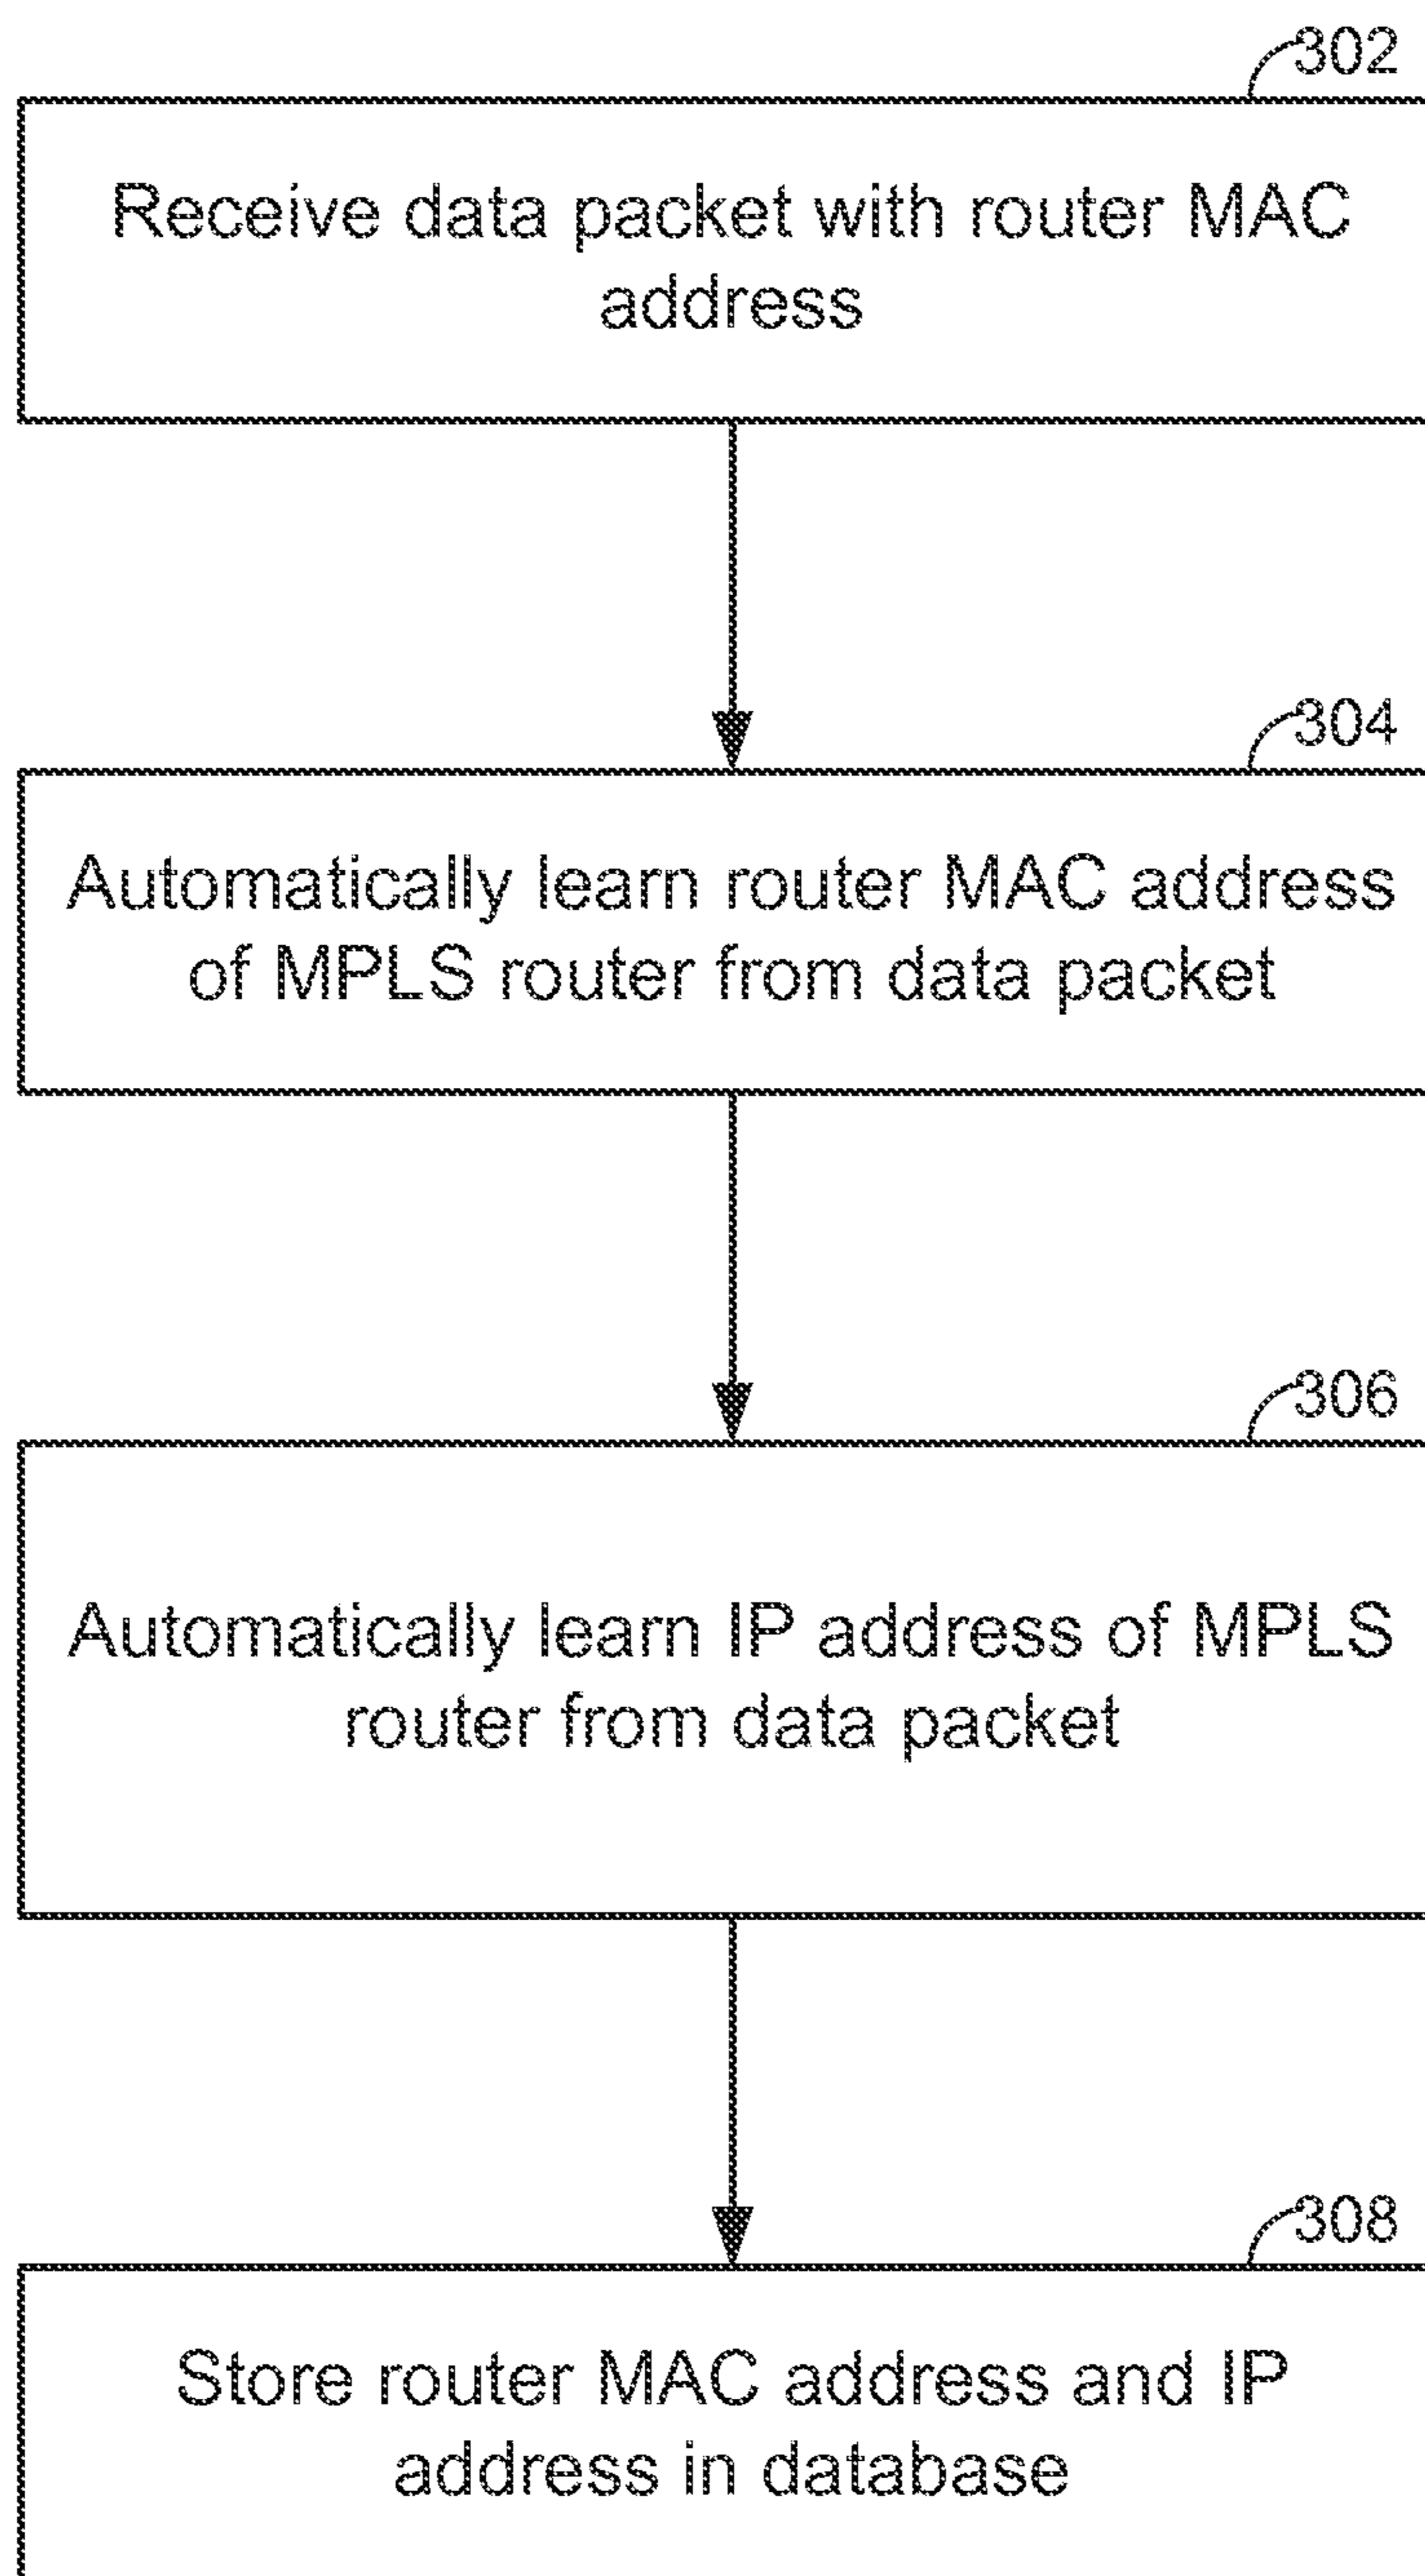 302
Receive data packet with router MAC
address
304
Automatically learn router MAC address
of MPLS router from data packet
306
Automatically learn IP address of MPLS
router from data packet
308
Store router MAC address and IP
address in database